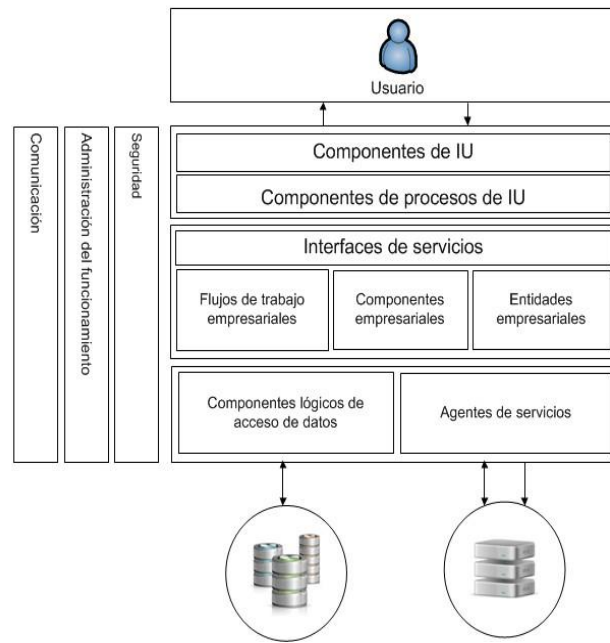 Usuario
Comunicación
Administración del funcionamiento
Seguridad
Componentes de IU
Componentes de procesos de IU
Interfaces de servicios
Flujos de trabajo
empresariales
Componentes
empresariales
Entidades
empresariales
Componentes lógicos de
acceso de datos
Agentes de servicios